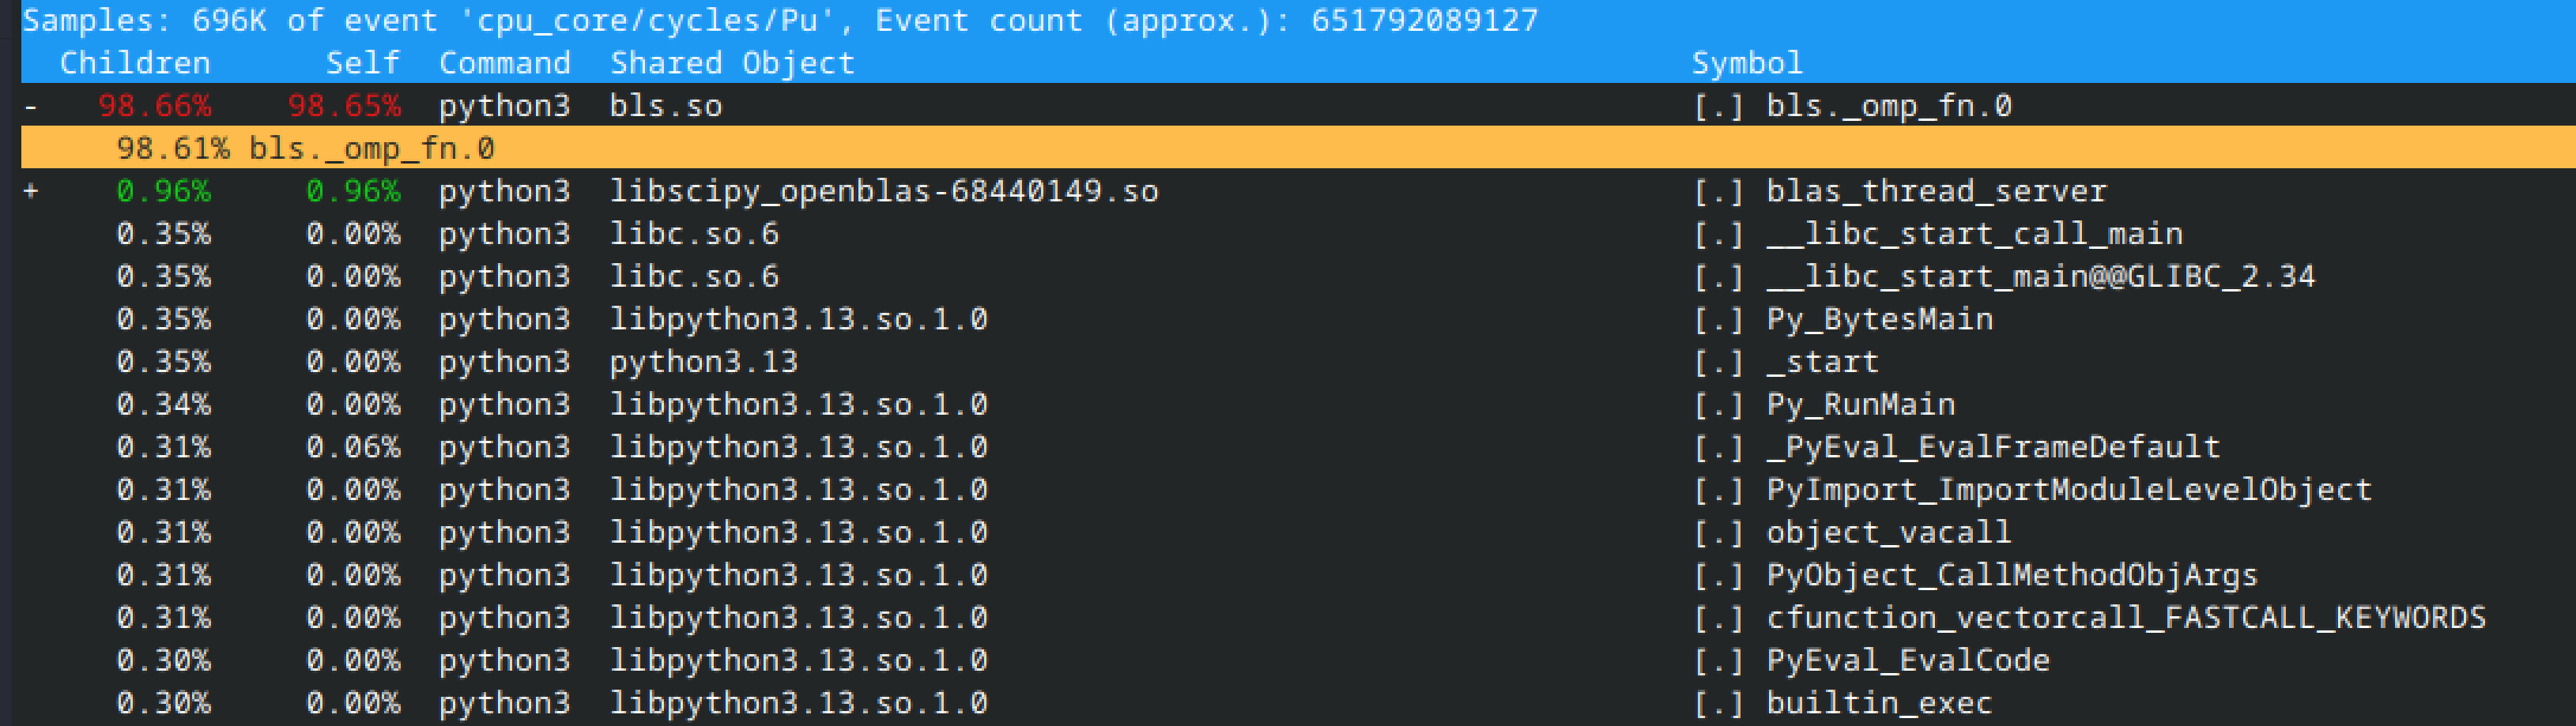 Samples: 696K of event 'cpu_core/cycles/Pu', Event count (approx.): 651792089127
Children Self Command Shared Object Symbol
- 98.66% 98.65% python3 bls.so [.] bls._omp_fn.0
98.61% bls._omp_fn.0
+ 0.96% 0.96% python3 libscipy_openblas-68440149.so [.] blas_thread_server
0.35% 0.00% python3 libc.so.6 [.] __libc_start_call_main
0.35% 0.00% python3 libc.so.6 [.] __libc_start_main@@GLIBC_2.34
0.35% 0.00% python3 libpython3.13.so.1.0 [.] Py_BytesMain
0.35% 0.00% python3 python3.13 [.] _start
0.34% 0.00% python3 libpython3.13.so.1.0 [.] Py_RunMain
0.31% 0.06% python3 libpython3.13.so.1.0 [.] _PyEval_EvalFrameDefault
0.31% 0.00% python3 libpython3.13.so.1.0 [.] PyImport_ImportModuleLevelObject
0.31% 0.00% python3 libpython3.13.so.1.0 [.] object_vacall
0.31% 0.00% python3 libpython3.13.so.1.0 [.] PyObject_CallMethodObjArgs
0.31% 0.00% python3 libpython3.13.so.1.0 [.] cfunction_vectorcall_FASTCALL_KEYWORDS
0.30% 0.00% python3 libpython3.13.so.1.0 [.] PyEval_EvalCode
0.30% 0.00% python3 libpython3.13.so.1.0 [.] builtin_exec